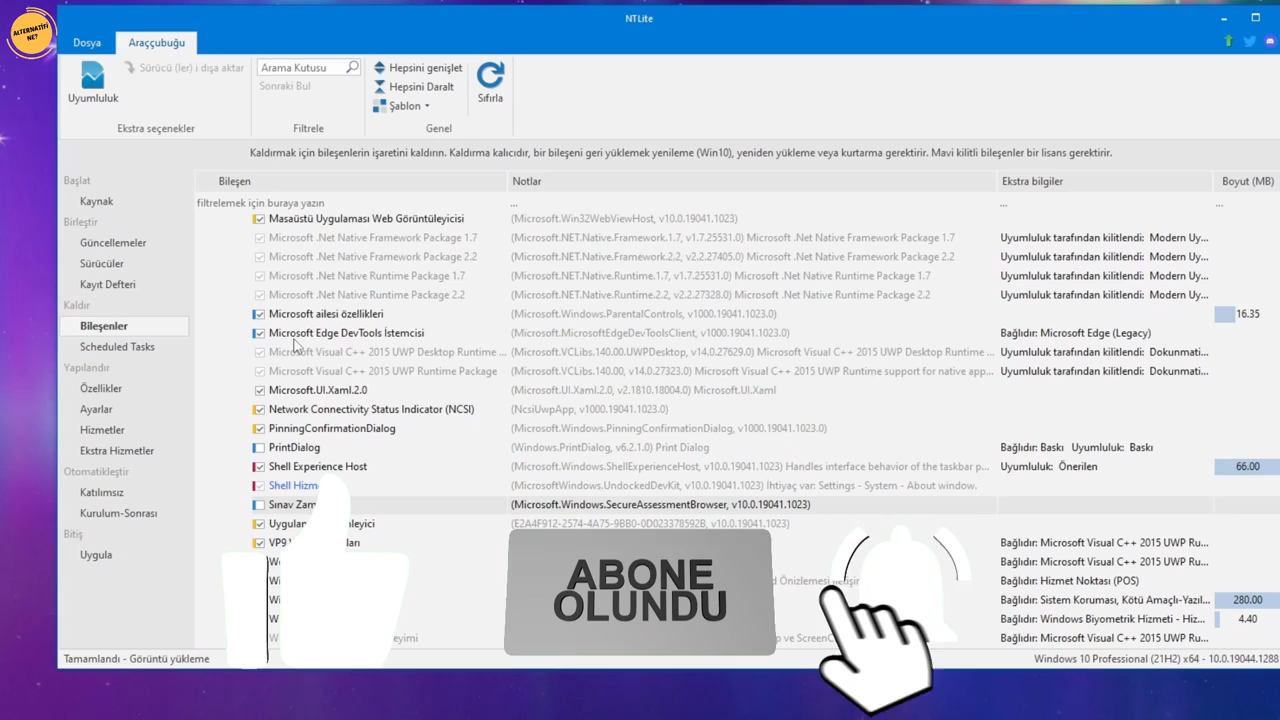 ALTERNATİFİ
NE?
NTLite
Dosya
Araççubuğu
Uyumluluk
Sürücü (ler) i dışa aktar
Ekstra seçenekler
Arama Kutusu
Sonraki Bul
Filtrele
Hepsini genişlet
Hepsini Daralt
Şablon
Genel
Sıfırla
Kaldırmak için bileşenlerin işaretini kaldırın. Kaldırma kalıcıdır, bir bileşeni geri yüklemek yenileme (Win10), yeniden yükleme veya kurtarma gerektirir. Mavi kilitli bileşenler bir lisans gerektirir.
Başlat
Kaynak
Birleştir
Güncellemeler
Sürücüler
Kayıt Defteri
Kaldır
Bileşenler
Scheduled Tasks
Yapılandır
Özellikler
Ayarlar
Hizmetler
Ekstra Hizmetler
Otomatikleştir
Katılımsız
Kurulum-Sonrası
Bitiş
Uygula
Bileşen Notlar Ekstra bilgiler Boyut (MB)
filtrelemek için buraya yazın ... ... ...
Masaüstü Uygulaması Web Görüntüleyicisi (Microsoft.Win32WebViewHost, v10.0.19041.1023)
Microsoft .Net Native Framework Package 1.7 (Microsoft.NET.Native.Framework.1.7, v1.7.25531.0) Microsoft .Net Native Framework Package 1.7 Uyumluluk tarafından kilitlendi: Modern Uy...
Microsoft .Net Native Framework Package 2.2 (Microsoft.NET.Native.Framework.2.2, v2.2.27405.0) Microsoft .Net Native Framework Package 2.2 Uyumluluk tarafından kilitlendi: Modern Uy...
Microsoft .Net Native Runtime Package 1.7 (Microsoft.NET.Native.Runtime.1.7, v1.7.25531.0) Microsoft .Net Native Runtime Package 1.7 Uyumluluk tarafından kilitlendi: Modern Uy...
Microsoft .Net Native Runtime Package 2.2 (Microsoft.NET.Native.Runtime.2.2, v2.2.27328.0) Microsoft .Net Native Runtime Package 2.2 Uyumluluk tarafından kilitlendi: Modern Uy...
Microsoft ailesi özellikleri (Microsoft.Windows.ParentalControls, v1000.19041.1023.0) 16.35
Microsoft Edge DevTools İstemcisi (Microsoft.MicrosoftEdgeDevToolsClient, v1000.19041.1023.0) Bağlıdır: Microsoft Edge (Legacy)
Microsoft Visual C++ 2015 UWP Desktop Runtime ... (Microsoft.VCLibs.140.00.UWPDesktop, v14.0.27629.0) Microsoft Visual C++ 2015 UWP Desktop Runtime ... Uyumluluk tarafından kilitlendi: Dokunmati...
Microsoft Visual C++ 2015 UWP Runtime Package (Microsoft.VCLibs.140.00, v14.0.27323.0) Microsoft Visual C++ 2015 UWP Runtime support for native app... Uyumluluk tarafından kilitlendi: Dokunmati...
Microsoft.UI.Xaml.2.0 (Microsoft.UI.Xaml.2.0, v2.1810.18004.0) Microsoft.UI.Xaml
Network Connectivity Status Indicator (NCSI) (NcsiUwpApp, v1000.19041.1023.0)
PinningConfirmationDialog (Microsoft.Windows.PinningConfirmationDialog, v1000.19041.1023.0)
PrintDialog (Windows.PrintDialog, v6.2.1.0) Print Dialog Bağlıdır: Baskı Uyumluluk: Baskı
Shell Experience Host (Microsoft.Windows.ShellExperienceHost, v10.0.19041.1023) Handles interface behavior of the taskbar p... Uyumluluk: Önerilen 66.00
Shell Hizme (Microsoft.WindowsUndockedDevKit, v10.0.19041.1023) İhtiyaç var: Settings - System - About window.
Sınav Zam (Microsoft.Windows.SecureAssessmentBrowser, v10.0.19041.1023)
Uygulan leyici (E2A4F912-2574-4A75-9BB0-0D023378592B, v10.0.19041.1023)
VP9 ları Bağlıdır: Microsoft Visual C++ 2015 UWP Ru...
Bağlıdır: Microsoft Visual C++ 2015 UWP Ru...
Önizlemesi Bağlıdır: Hizmet Noktası (POS)
Bağlıdır: Sistem Koruması, Kötü Amaçlı-Yazıl... 280.00
Bağlıdır: Windows Biyometrik Hizmeti - Hiz... 4.40
eyimi Bağlıdır: Microsoft Visual C++ 2015 UWP Ru...
ABONE
OLUNDU
Tamamlandı - Görüntü yükleme
Windows 10 Professional (21H2) x64 - 10.0.19044.1288